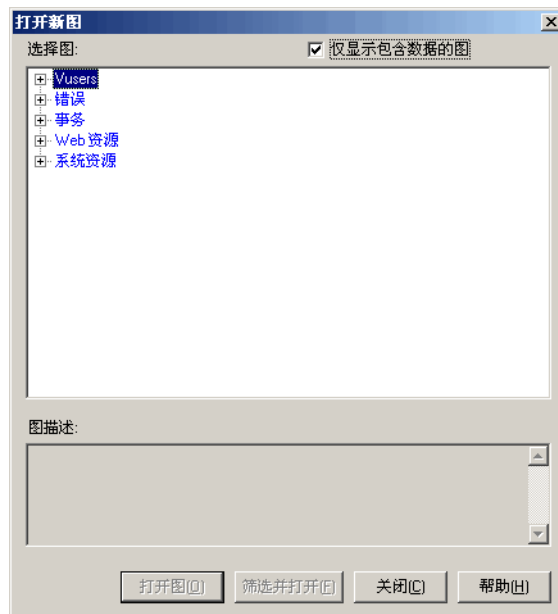 打开新图
选择图:
仅显示包含数据的图
Vusers
错误
事务
Web 资源
系统资源
图描述:
打开图(O)
筛选并打开(F)
关闭(C)
帮助(H)